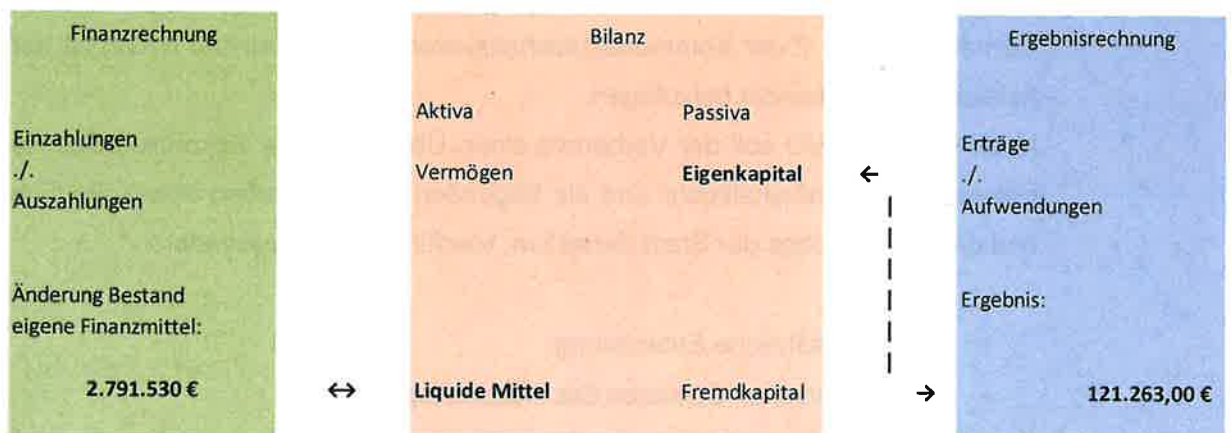 Finanzrechnung
Einzahlungen
./.
Auszahlungen
Änderung Bestand
eigene Finanzmittel:
2.791.530 €
↔
Bilanz
Aktiva Passiva
Vermögen Eigenkapital
Liquide Mittel Fremdkapital
←
→
Ergebnisrechnung
Erträge
./.
Aufwendungen
Ergebnis:
121.263,00 €